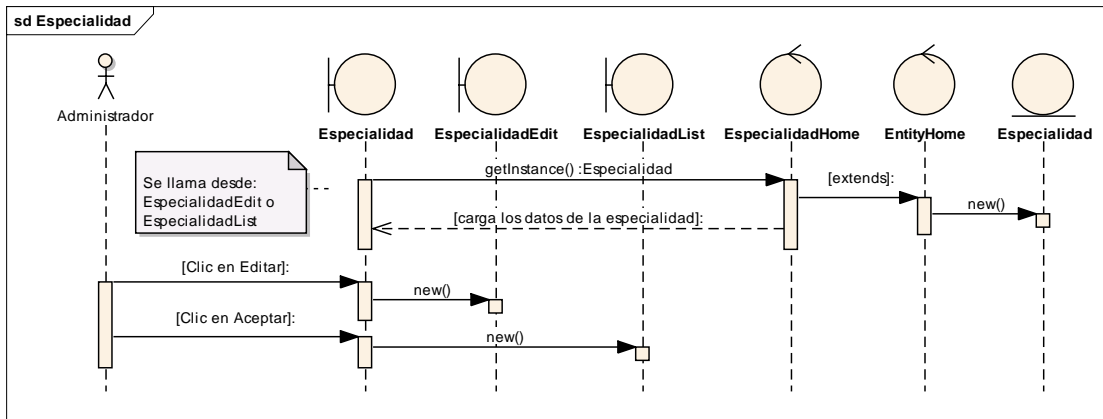 sd Especialidad
Administrador
Especialidad
EspecialidadEdit
EspecialidadList
EspecialidadHome
EntityHome
Especialidad
Se llama desde:
EspecialidadEdit o
EspecialidadList
getInstance() :Especialidad
[extends]:
new()
[carga los datos de la especialidad]:
[Clic en Editar]:
new()
[Clic en Aceptar]:
new()